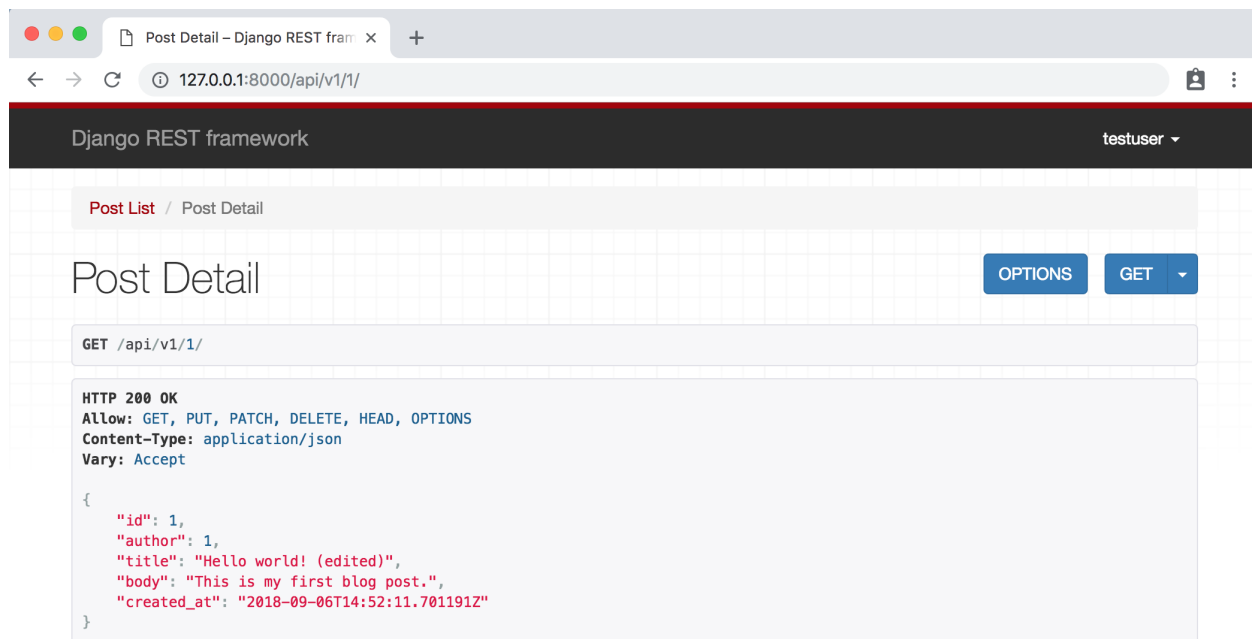 Post Detail – Django REST fram
127.0.0.1:8000/api/v1/1/
Django REST framework
testuser
Post List / Post Detail
Post Detail
OPTIONS
GET
GET /api/v1/1/
HTTP 200 OK
Allow: GET, PUT, PATCH, DELETE, HEAD, OPTIONS
Content-Type: application/json
Vary: Accept
{
    "id": 1,
    "author": 1,
    "title": "Hello world! (edited)",
    "body": "This is my first blog post.",
    "created_at": "2018-09-06T14:52:11.701191Z"
}